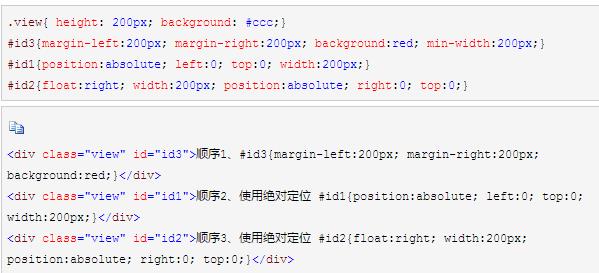 .view{ height: 200px; background: #ccc;}
#id3{margin-left:200px; margin-right:200px; background:red; min-width:200px;}
#id1{position:absolute; left:0; top:0; width:200px;}
#id2{float:right; width:200px; position:absolute; right:0; top:0;}
<div class="view" id="id3">顺序1、#id3{margin-left:200px; margin-right:200px;
background:red;}</div>
<div class="view" id="id1">顺序2、使用绝对定位 #id1{position:absolute; left:0; top:0;
width:200px;}</div>
<div class="view" id="id2">顺序3、使用绝对定位 #id2{float:right; width:200px;
position:absolute; right:0; top:0;}</div>